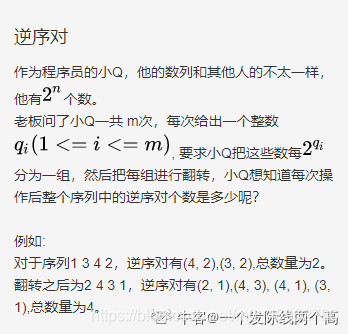 逆序对
作为程序员的小Q，他的数列和其他人的不太一样，
他有2^n个数。
老板问了小Q一共 m次，每次给出一个整数
q_i(1 <= i <= m), 要求小Q把这些数每2^{q_i}
分为一组，然后把每组进行翻转，小Q想知道每次操
作后整个序列中的逆序对个数是多少呢？
例如:
对于序列1 3 4 2，逆序对有(4, 2),(3, 2),总数量为2。
翻转之后为2 4 3 1，逆序对有(2, 1),(4, 3), (4, 1), (3,
1),总数量为4。
牛客@一个发际线两个高